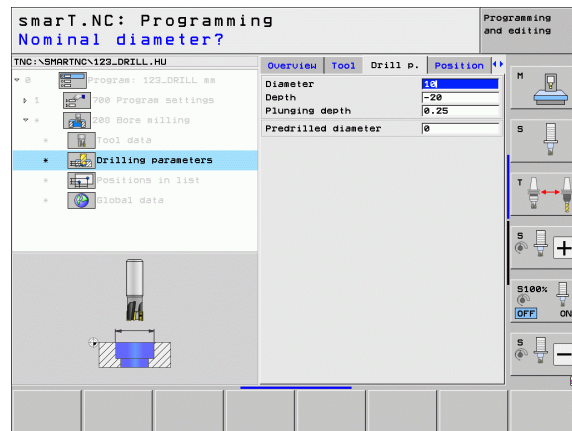 smarT.NC: Programming
Nominal diameter?
Programming
and editing
TNC:\SMARTNC\123_DRILL.HU
0 Program: 123_DRILL mm
1 700 Program settings
* 208 Bore milling
* Tool data
* Drilling parameters
* Positions in list
* Global data
Overview Tool Drill p. Position
Diameter 10
Depth -20
Plunging depth 0.25
Predrilled diameter 0
M
S
T
S
+
S100%
OFF ON
S
-